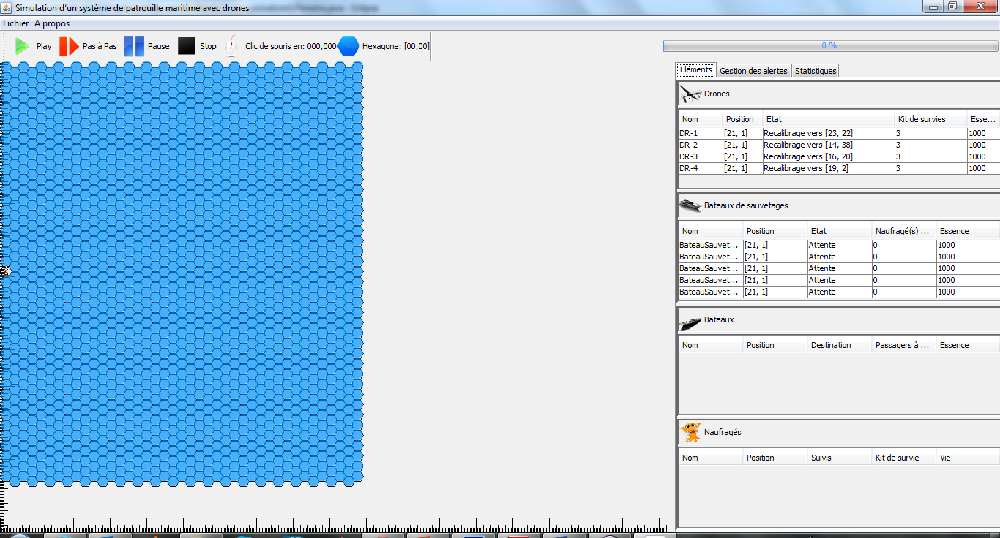 Simulation d'un système de patrouille maritime avec drones
Fichier A propos
Play Pas à Pas Pause Stop Clic de souris en: 000,000 Hexagone: [00,00]
0 %
Eléments Gestion des alertes Statistiques
Drones
Nom Position Etat Kit de survies Esse...
DR-1 [21, 1] Recalibrage vers [23, 22] 3 1000
DR-2 [21, 1] Recalibrage vers [14, 38] 3 1000
DR-3 [21, 1] Recalibrage vers [16, 20] 3 1000
DR-4 [21, 1] Recalibrage vers [19, 2] 3 1000
Bateaux de sauvetages
Nom Position Etat Naufragé(s) ... Essence
BateauSauvet... [21, 1] Attente 0 1000
BateauSauvet... [21, 1] Attente 0 1000
BateauSauvet... [21, 1] Attente 0 1000
BateauSauvet... [21, 1] Attente 0 1000
BateauSauvet... [21, 1] Attente 0 1000
Bateaux
Nom Position Destination Passagers à ... Essence
Naufragés
Nom Position Suivis Kit de survie Vie